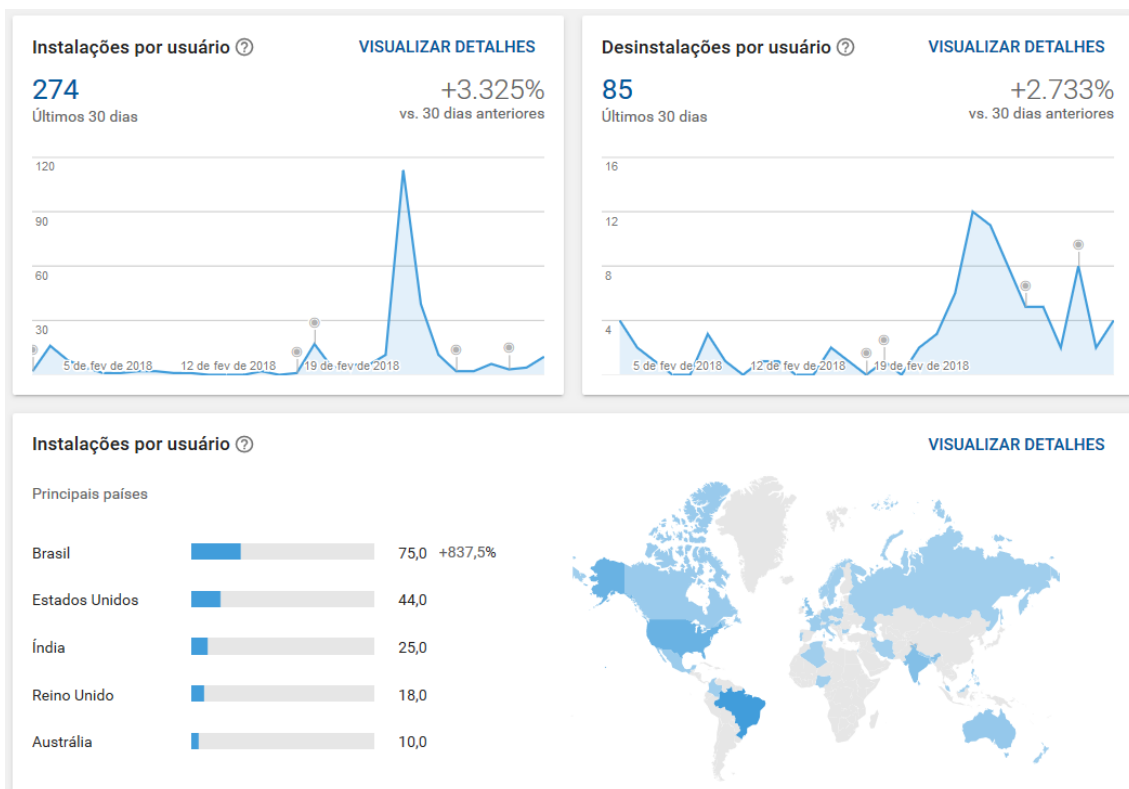 Instalações por usuário ?
VISUALIZAR DETALHES
274
+3.325%
Últimos 30 dias
vs. 30 dias anteriores
120
90
60
30
5 de fev de 2018
12 de fev de 2018
19 de fev de 2018
Desinstalações por usuário ?
VISUALIZAR DETALHES
85
+2.733%
Últimos 30 dias
vs. 30 dias anteriores
16
12
8
4
5 de fev de 2018
12 de fev de 2018
19 de fev de 2018
Instalações por usuário ?
VISUALIZAR DETALHES
Principais países
Brasil 75,0 +837,5%
Estados Unidos 44,0
Índia 25,0
Reino Unido 18,0
Austrália 10,0